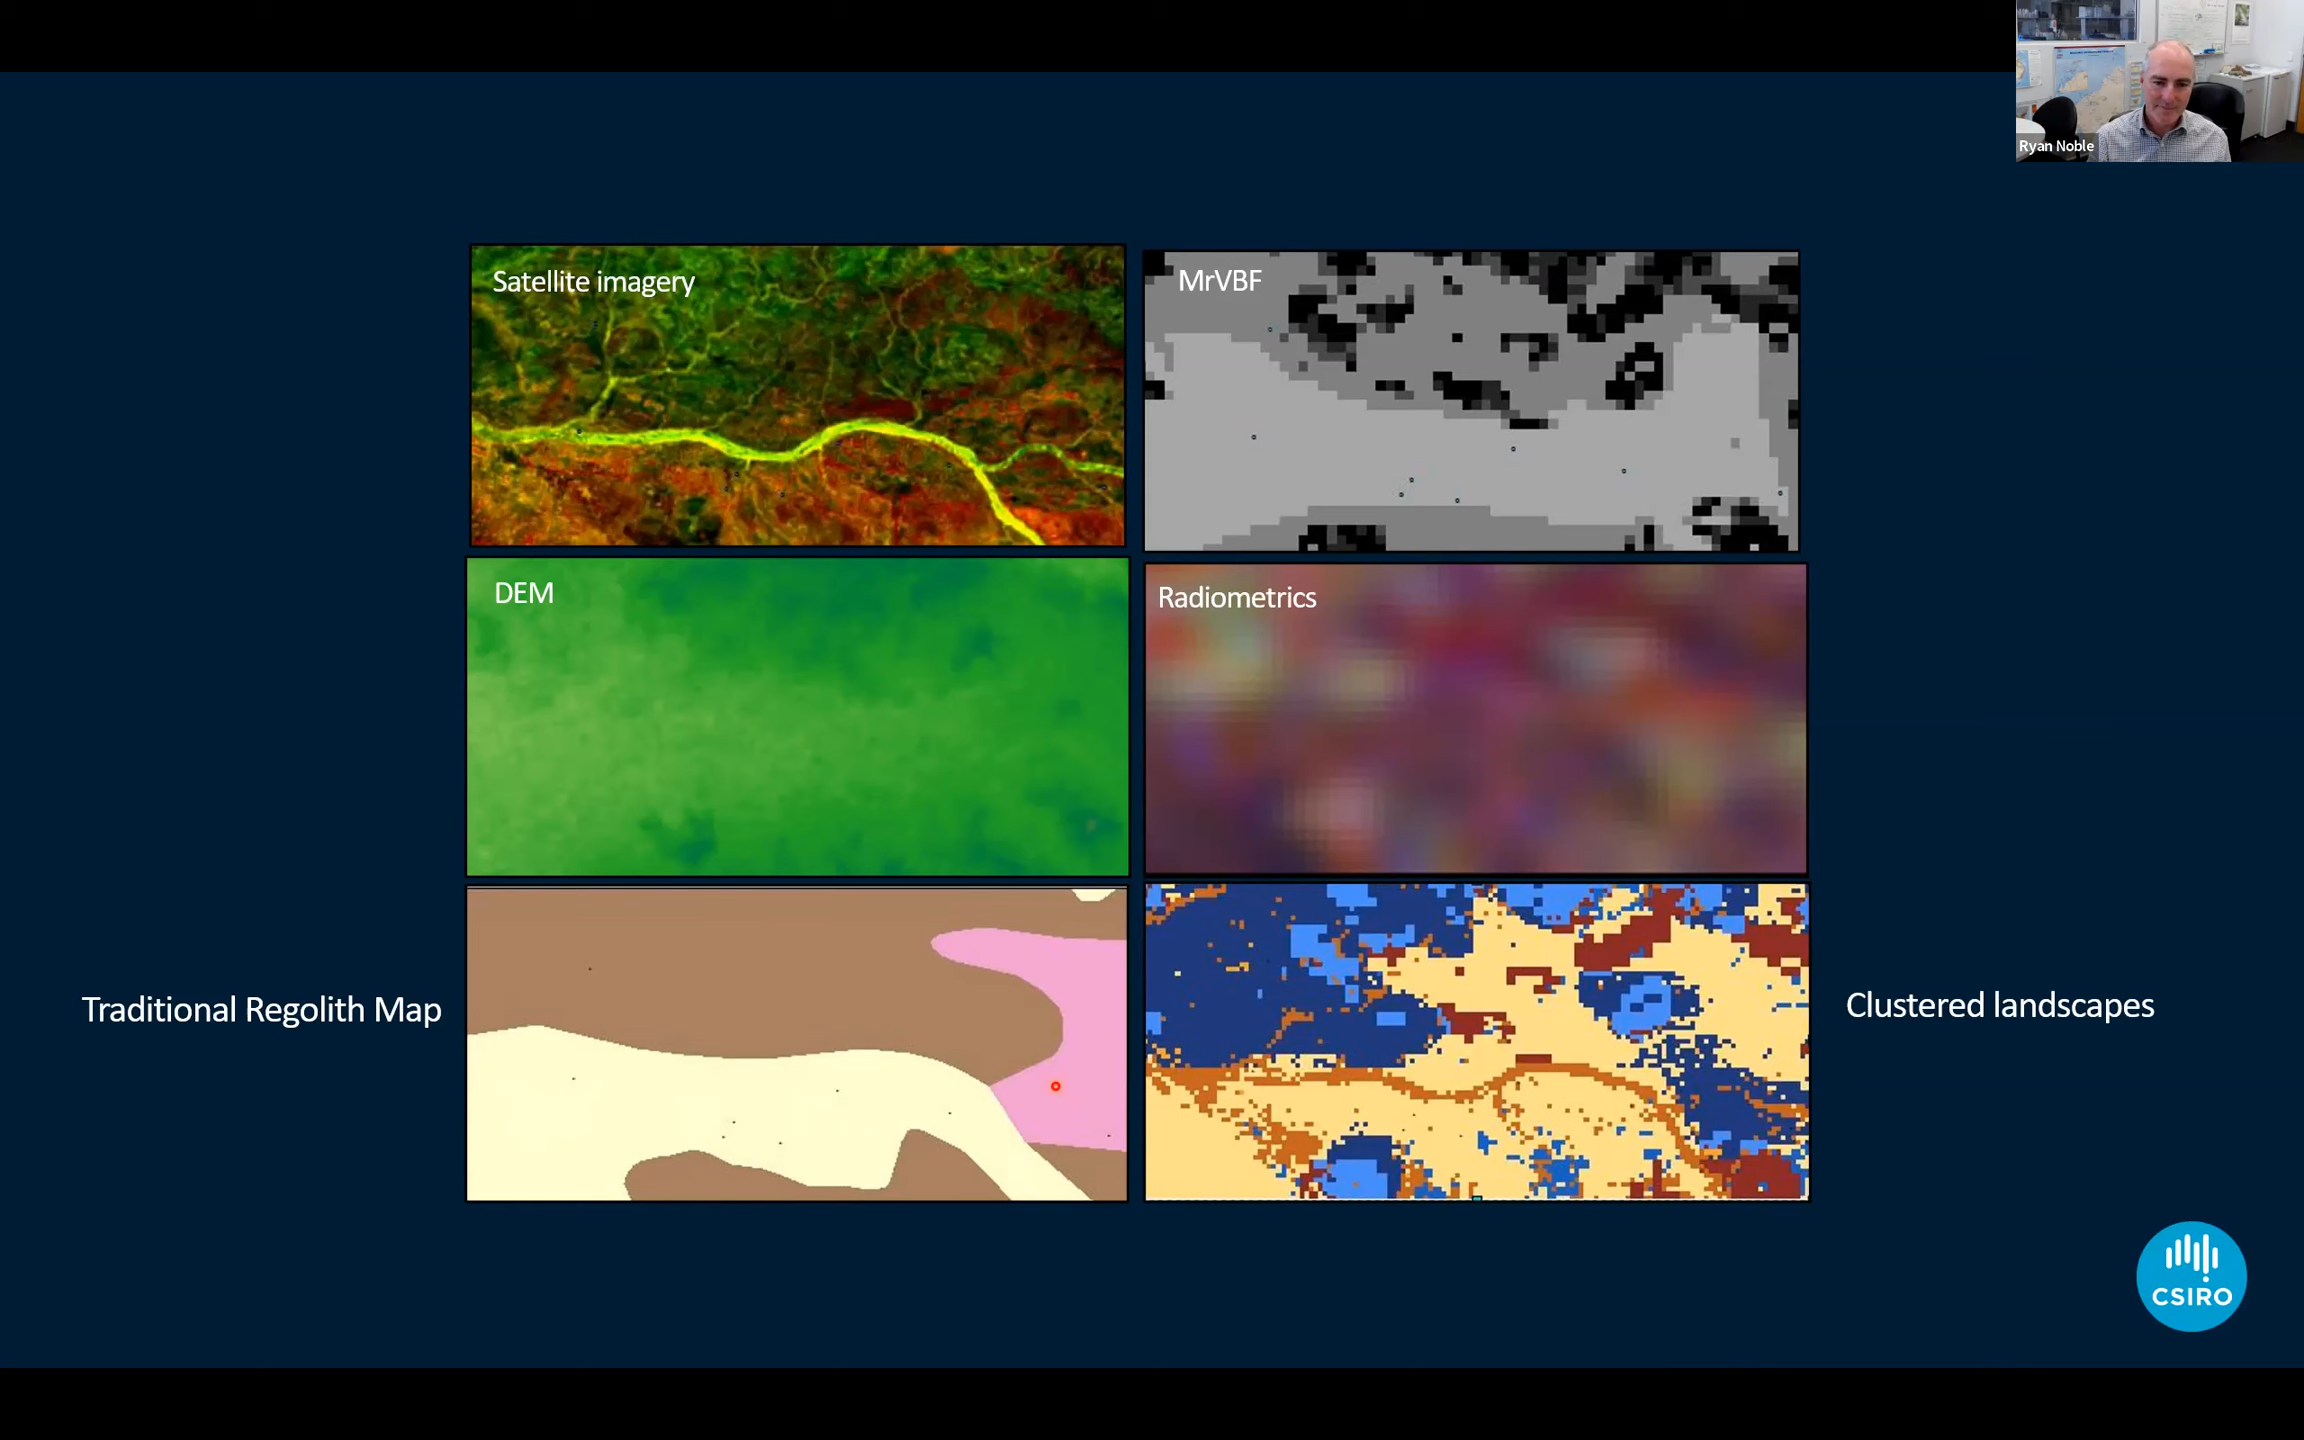 Ryan Noble
Satellite imagery
MrVBF
DEM
Radiometrics
Traditional Regolith Map
Clustered landscapes
CSIRO